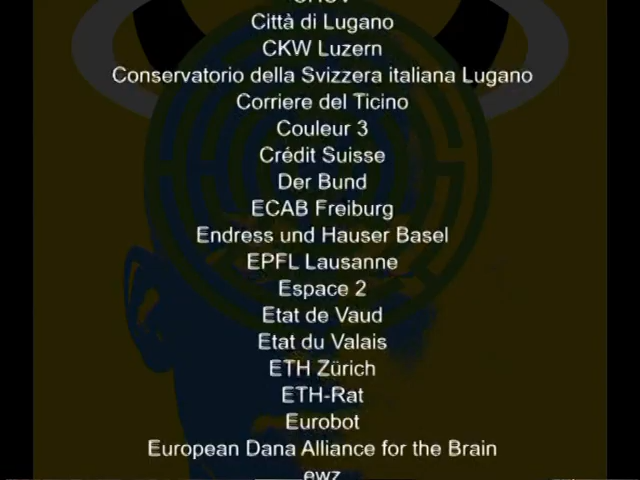 Città di Lugano
CKW Luzern
Conservatorio della Svizzera italiana Lugano
Corriere del Ticino
Couleur 3
Crédit Suisse
Der Bund
ECAB Freiburg
Endress und Hauser Basel
EPFL Lausanne
Espace 2
Etat de Vaud
Etat du Valais
ETH Zürich
ETH-Rat
Eurobot
European Dana Alliance for the Brain
ewz